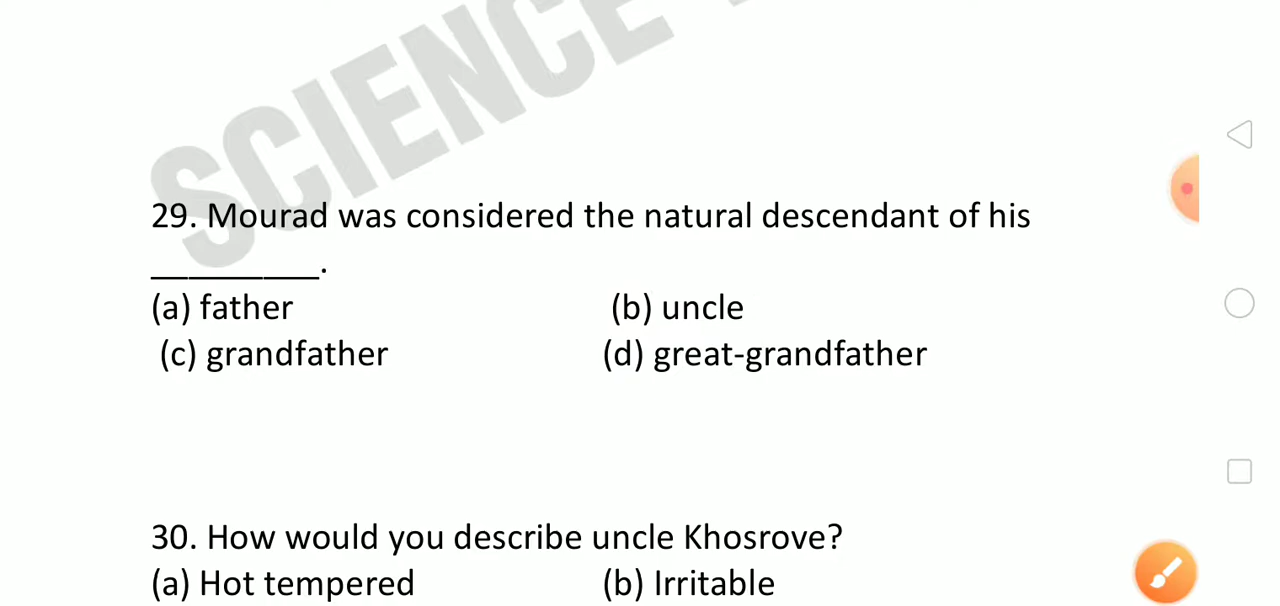 SCIENCE
29. Mourad was considered the natural descendant of his
_________.
(a) father (b) uncle
(c) grandfather (d) great-grandfather
30. How would you describe uncle Khosrove?
(a) Hot tempered (b) Irritable